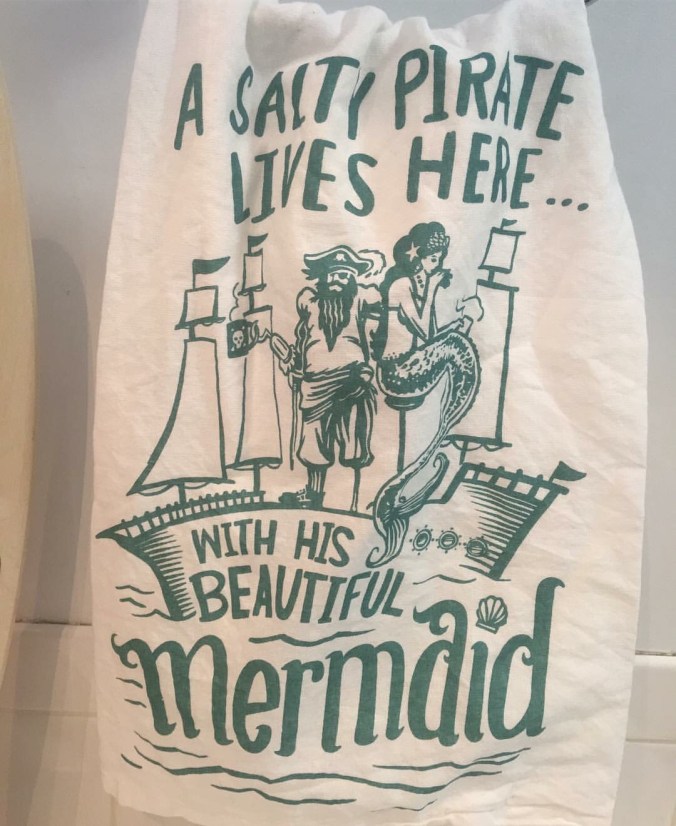 A SALTY PIRATE
LIVES HERE...
WITH HIS
BEAUTIFUL
mermaid